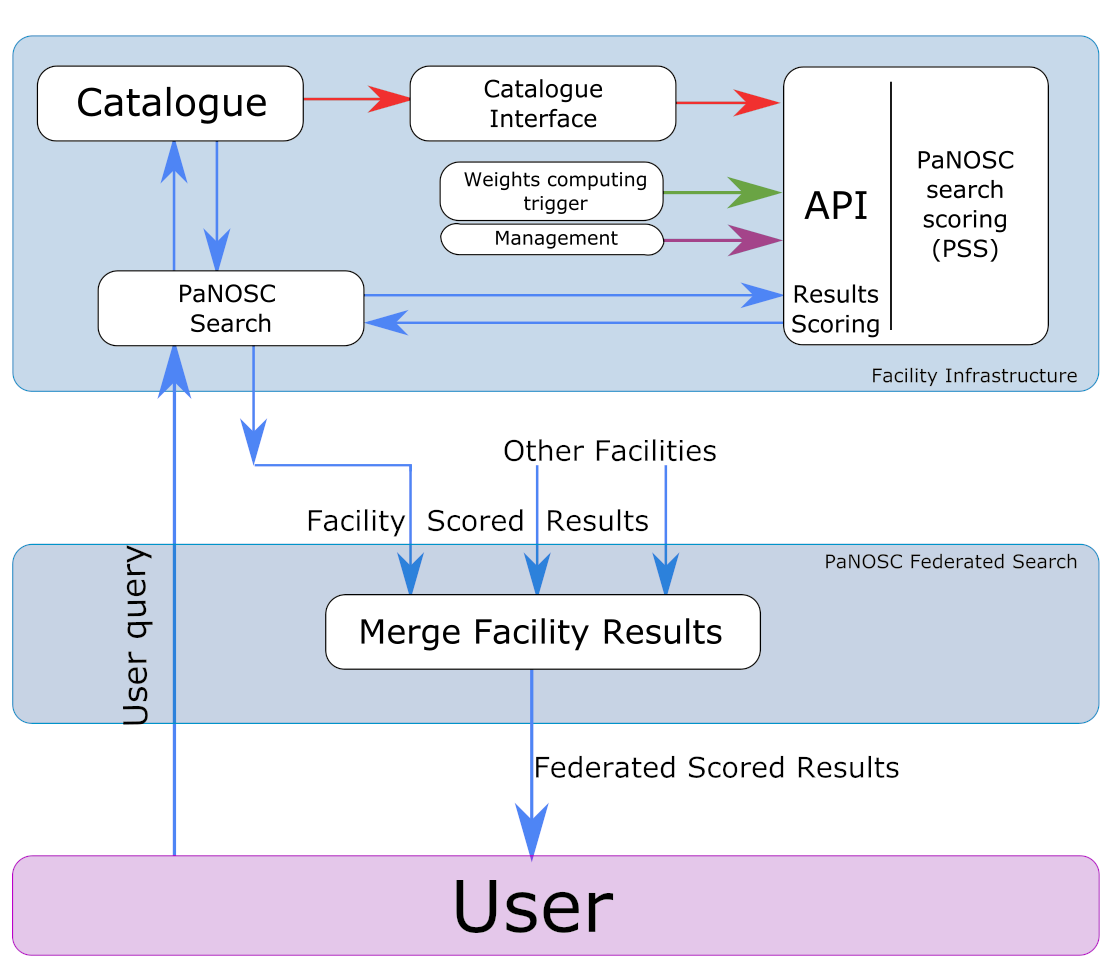 Catalogue
Catalogue
Interface
Weights computing
trigger
Management
API
PaNOSC
search
scoring
(PSS)
PaNOSC
Search
Results
Scoring
Facility Infrastructure
Other Facilities
Facility Scored Results
PaNOSC Federated Search
User query
Merge Facility Results
Federated Scored Results
User